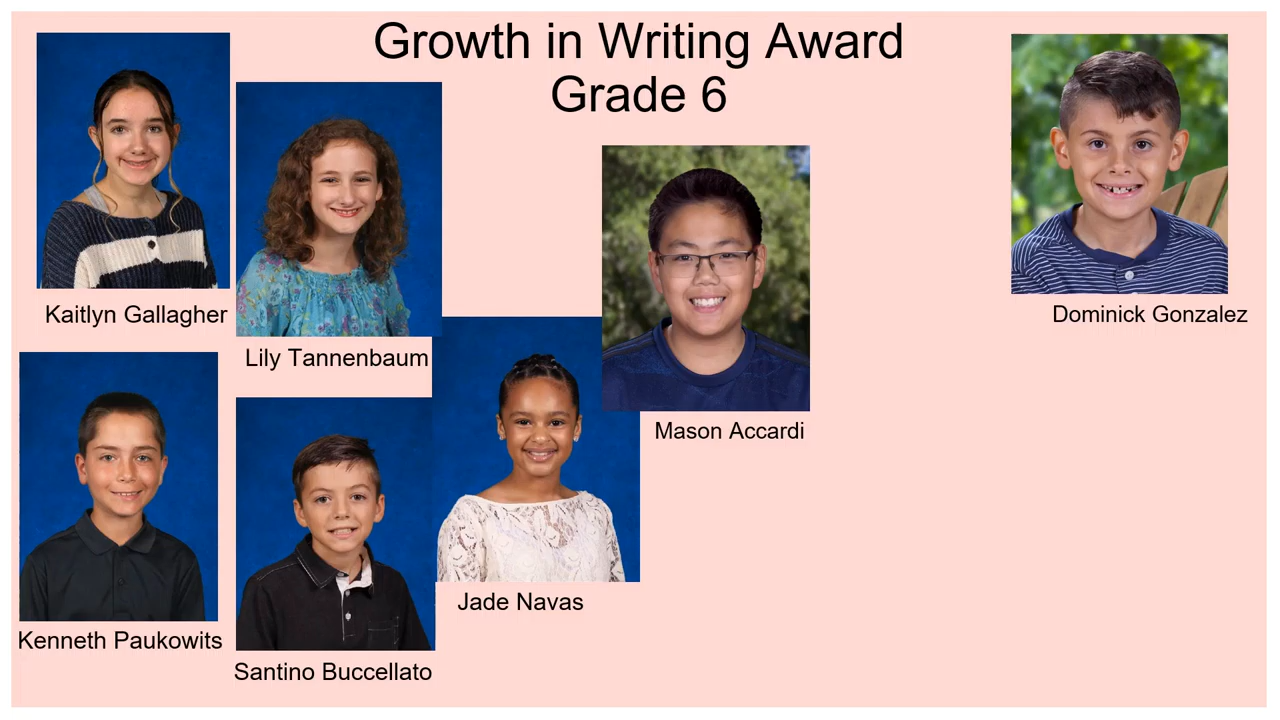 Growth in Writing Award
Grade 6
Kaitlyn Gallagher
Dominick Gonzalez
Lily Tannenbaum
Mason Accardi
Jade Navas
Kenneth Paukowits
Santino Buccellato